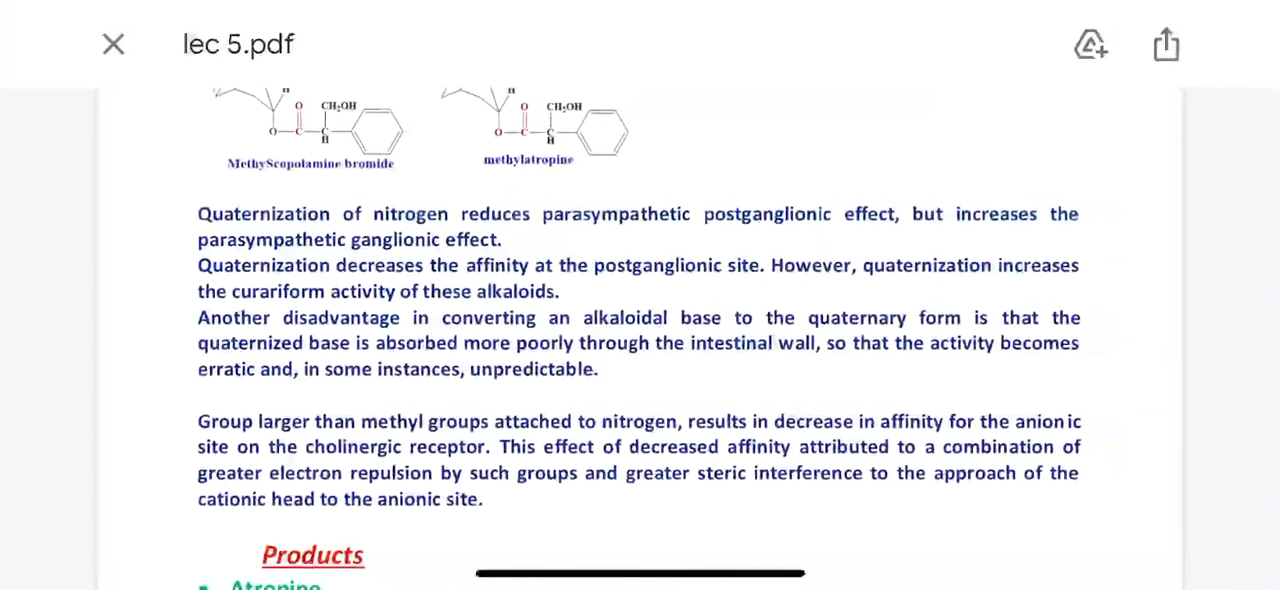 lec 5.pdf
H H
O CH₂OH O CH₂OH
O C C O C C
H H
MethyScopolamine bromide methylatropine
Quaternization of nitrogen reduces parasympathetic postganglionic effect, but increases the
parasympathetic ganglionic effect.
Quaternization decreases the affinity at the postganglionic site. However, quaternization increases
the curariform activity of these alkaloids.
Another disadvantage in converting an alkaloidal base to the quaternary form is that the
quaternized base is absorbed more poorly through the intestinal wall, so that the activity becomes
erratic and, in some instances, unpredictable.
Group larger than methyl groups attached to nitrogen, results in decrease in affinity for the anionic
site on the cholinergic receptor. This effect of decreased affinity attributed to a combination of
greater electron repulsion by such groups and greater steric interference to the approach of the
cationic head to the anionic site.
Products
Atropine